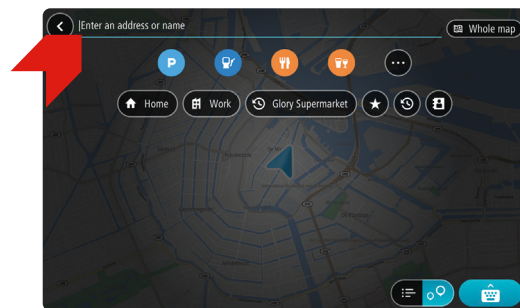 Enter an address or name
Whole map
P
Home
Work
Glory Supermarket